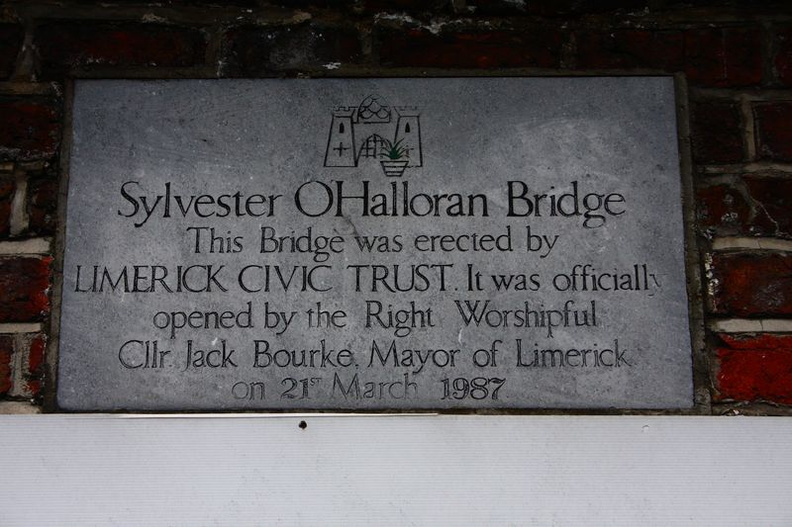 Sylvester OHalloran Bridge
This Bridge was erected by
LIMERICK CIVIC TRUST. It was officially
opened by the Right Worshipful
Cllr. Jack Bourke, Mayor of Limerick
on 21ST March 1987